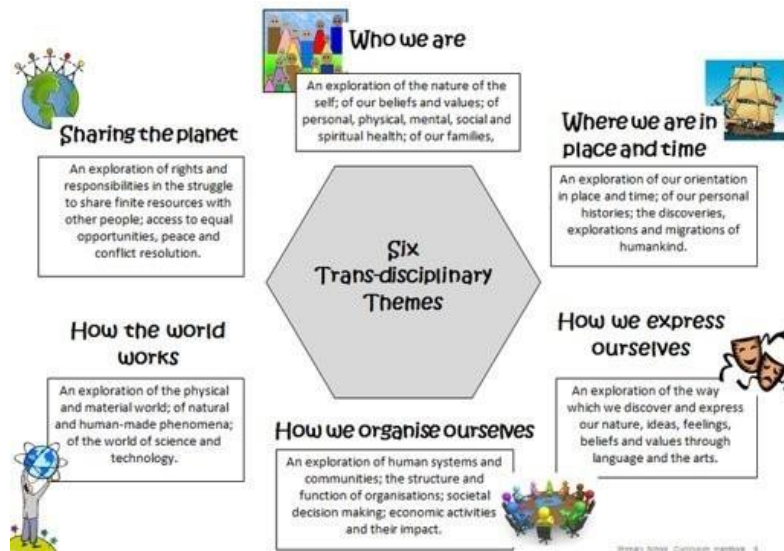 Who we are
An exploration of the nature of the
self; of our beliefs and values; of
personal, physical, mental, social and
spiritual health; of our families,
Where we are in
place and time
An exploration of our orientation
in place and time; of our personal
histories; the discoveries,
explorations and migrations of
humankind.
How we express
ourselves
An exploration of the way
which we discover and express
our nature, ideas, feelings,
beliefs and values through
language and the arts.
How we organise ourselves
An exploration of human systems and
communities; the structure and
function of organisations; societal
decision making; economic activities
and their impact.
How the world
works
An exploration of the physical
and material world; of natural
and human-made phenomena;
of the world of science and
technology.
Sharing the planet
An exploration of rights and
responsibilities in the struggle
to share finite resources with
other people; access to equal
opportunities, peace and
conflict resolution.
Six
Trans-disciplinary
Themes
School Curriculum Handbook